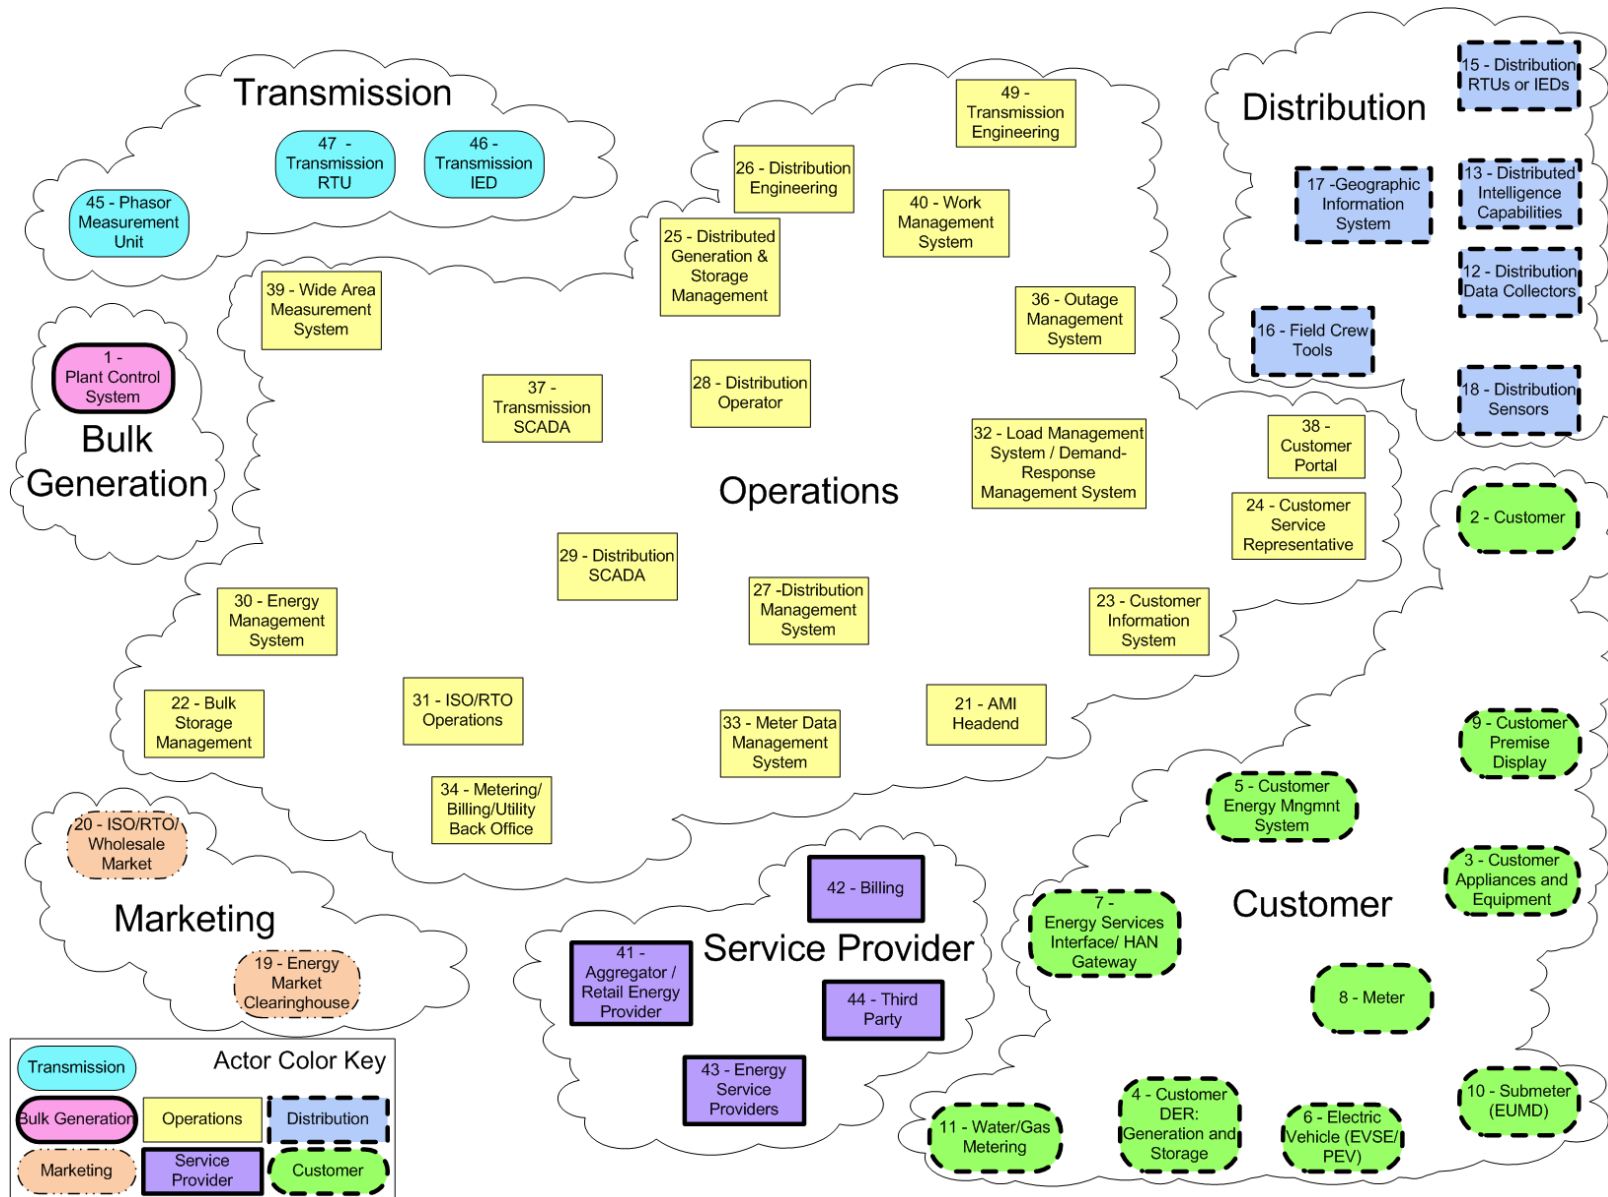 Transmission
47 -
Transmission
RTU
46 -
Transmission
IED
45 - Phasor
Measurement
Unit
1 -
Plant Control
System
Bulk
Generation
49 -
Transmission
Engineering
26 - Distribution
Engineering
40 - Work
Management
System
25 - Distributed
Generation &
Storage
Management
39 - Wide Area
Measurement
System
36 - Outage
Management
System
37 -
Transmission
SCADA
28 - Distribution
Operator
32 - Load Management
System / Demand-
Response
Management System
38 -
Customer
Portal
Operations
24 - Customer
Service
Representative
29 - Distribution
SCADA
27 -Distribution
Management
System
30 - Energy
Management
System
23 - Customer
Information
System
22 - Bulk
Storage
Management
31 - ISO/RTO
Operations
33 - Meter Data
Management
System
21 - AMI
Headend
34 - Metering/
Billing/Utility
Back Office
Distribution
15 - Distribution
RTUs or IEDs
17 -Geographic
Information
System
13 - Distributed
Intelligence
Capabilities
12 - Distribution
Data Collectors
16 - Field Crew
Tools
18 - Distribution
Sensors
2 - Customer
9 - Customer
Premise
Display
5 - Customer
Energy Mngmnt
System
3 - Customer
Appliances and
Equipment
Customer
7 -
Energy Services
Interface/ HAN
Gateway
8 - Meter
10 - Submeter
(EUMD)
4 - Customer
DER:
Generation and
Storage
6 - Electric
Vehicle (EVSE/
PEV)
11 - Water/Gas
Metering
20 - ISO/RTO/
Wholesale
Market
Marketing
19 - Energy
Market
Clearinghouse
42 - Billing
Service Provider
41 -
Aggregator /
Retail Energy
Provider
44 - Third
Party
43 - Energy
Service
Providers
Actor Color Key
Transmission
Bulk Generation
Operations
Distribution
Marketing
Service
Provider
Customer